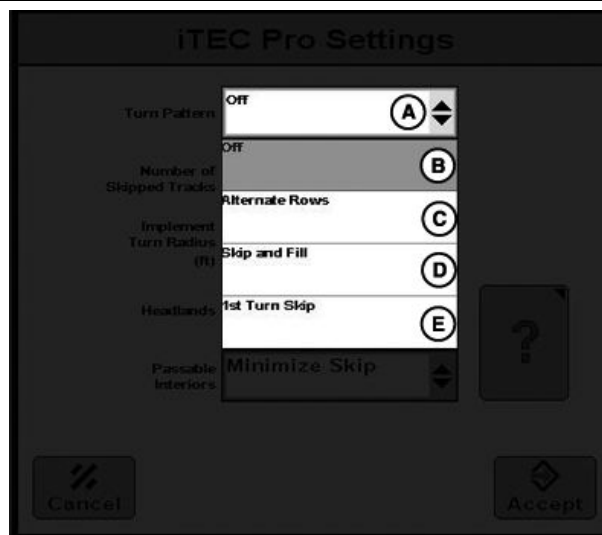 iTEC Pro Settings
Turn Pattern
Off
A
Off
B
Number of
Skipped Tracks
Alternate Rows
C
Implement
Turn Radius
(ft)
Skip and Fill
D
Headlands
1st Turn Skip
E
?
Passable
Interiors
Minimize Skip
Cancel
Accept